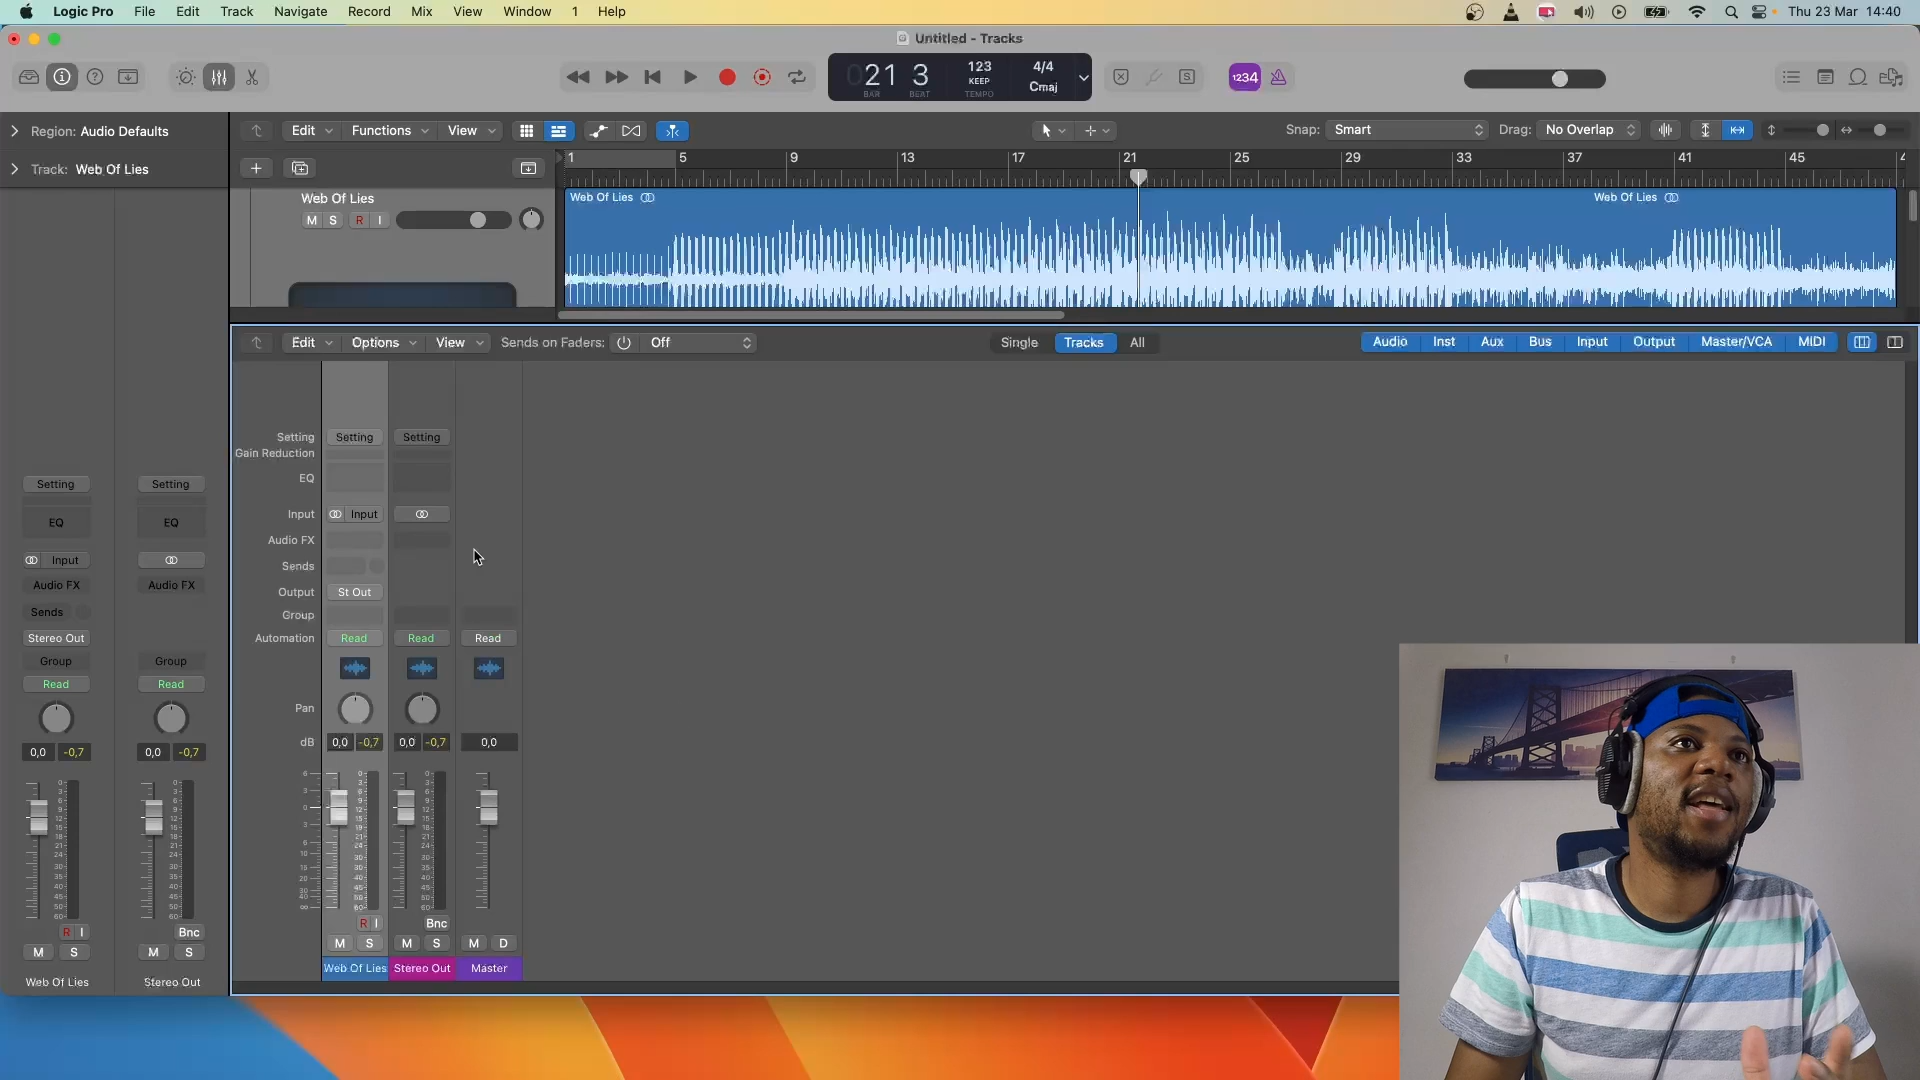 Logic Pro File Edit Track Navigate Record Mix View Window 1 Help Thu 23 Mar 14:40
Untitled - Tracks
021 3 123 KEEP 4/4 Cmaj
BAR BEAT TEMPO
S 1234
Region: Audio Defaults
Edit Functions View Snap: Smart Drag: No Overlap
Track: Web Of Lies
1 5 9 13 17 21 25 29 33 37 41 45
Web Of Lies
M S R I
Web Of Lies Web Of Lies
Edit Options View Sends on Faders: Off Single Tracks All Audio Inst Aux Bus Input Output Master/VCA MIDI
Setting Setting Setting
Gain Reduction
EQ
Input Input
Audio FX
Sends
Output St Out
Group
Automation Read Read Read
Pan
dB 0,0 -0,7 0,0 -0,7 0,0
R I Bnc
M S M S M D
Web Of Lies Stereo Out Master
Setting Setting
EQ EQ
Input
Audio FX Audio FX
Sends
Stereo Out
Group Group
Read Read
0,0 -0,7 0,0 -0,7
R I Bnc
M S M S
Web Of Lies Stereo Out